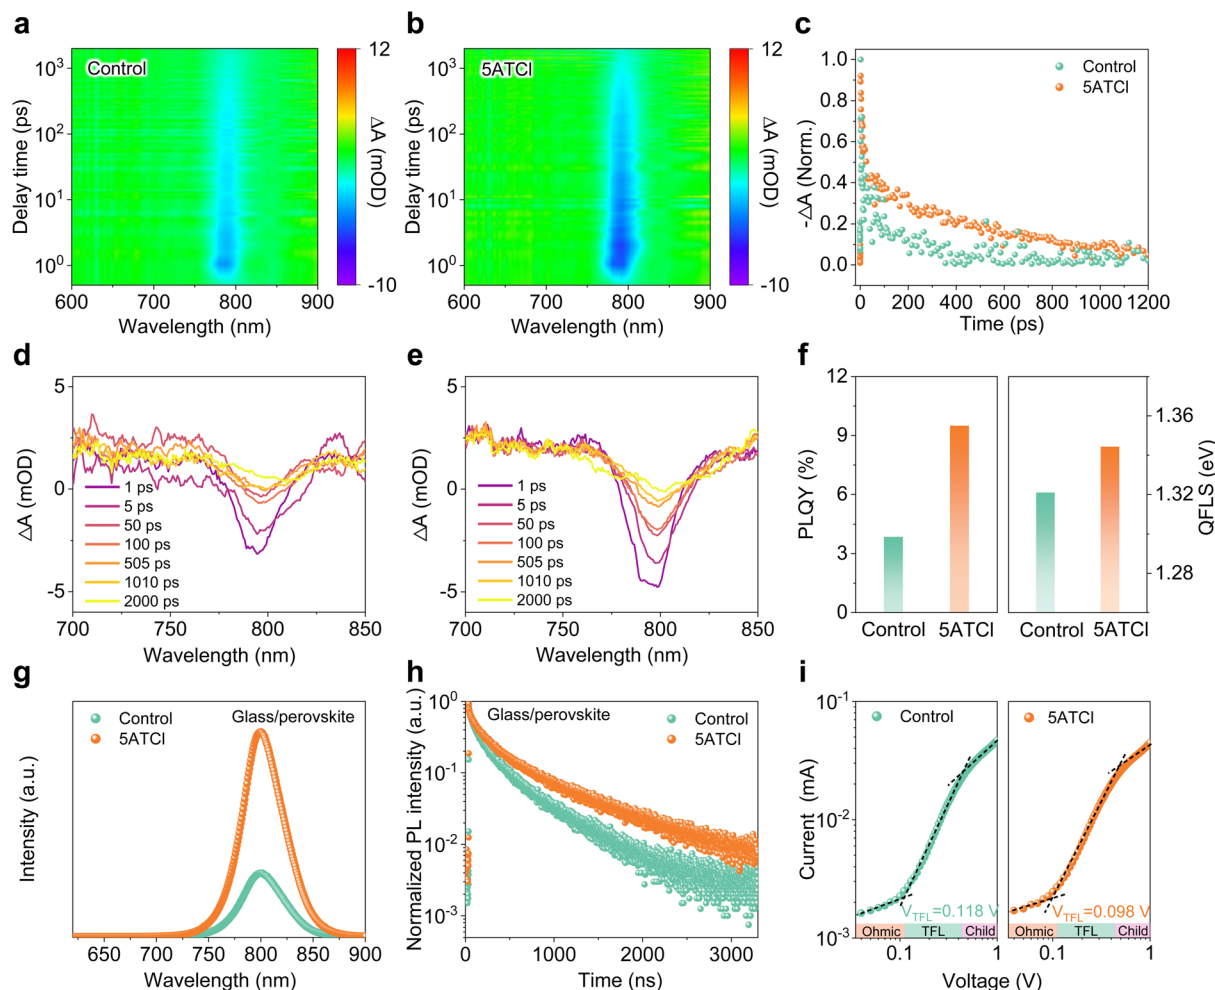 a
Control
Delay time (ps)
10³
10²
10¹
10⁰
600 700 800 900
Wavelength (nm)
12
ΔA (mOD)
-10
b
5ATCl
Delay time (ps)
10³
10²
10¹
10⁰
600 700 800 900
Wavelength (nm)
12
ΔA (mOD)
-10
c
Control
5ATCl
-ΔA (Norm.)
1.0
0.8
0.6
0.4
0.2
0.0
0 200 400 600 800 1000 1200
Time (ps)
d
ΔA (mOD)
5
0
-5
1 ps
5 ps
50 ps
100 ps
505 ps
1010 ps
2000 ps
700 750 800 850
Wavelength (nm)
e
ΔA (mOD)
5
0
-5
1 ps
5 ps
50 ps
100 ps
505 ps
1010 ps
2000 ps
700 750 800 850
Wavelength (nm)
f
PLQY (%)
12
9
6
3
0
Control 5ATCl
Control 5ATCl
1.36
1.32
1.28
QFLS (eV)
g
Control
5ATCl
Glass/perovskite
Intensity (a.u.)
650 700 750 800 850 900
Wavelength (nm)
h
Glass/perovskite
Control
5ATCl
Normalized PL intensity (a.u.)
10⁰
10⁻¹
10⁻²
10⁻³
0 1000 2000 3000
Time (ns)
i
Control
5ATCl
Current (mA)
10⁻¹
10⁻²
10⁻³
V_TFL=0.118 V
V_TFL=0.098 V
Ohmic TFL Child
Ohmic TFL Child
0.1 1
0.1 1
Voltage (V)